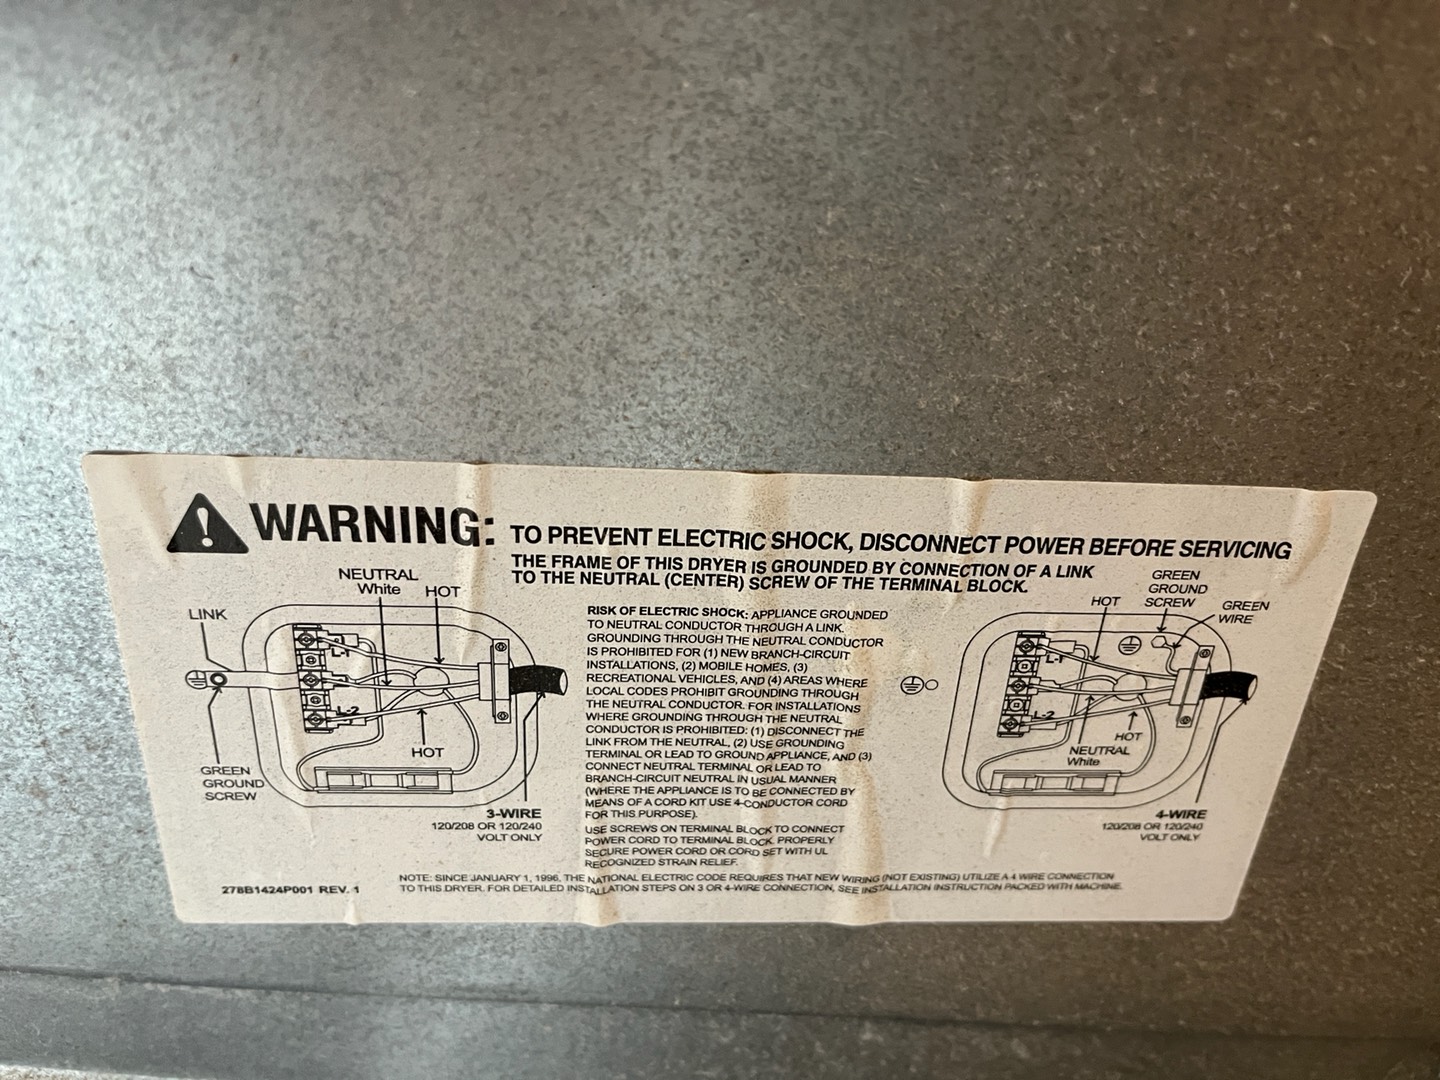 WARNING: TO PREVENT ELECTRIC SHOCK, DISCONNECT POWER BEFORE SERVICING
THE FRAME OF THIS DRYER IS GROUNDED BY CONNECTION OF A LINK
TO THE NEUTRAL (CENTER) SCREW OF THE TERMINAL BLOCK.
NEUTRAL
White
HOT
LINK
L-1
L-2
HOT
GREEN
GROUND
SCREW
3-WIRE
120/208 OR 120/240
VOLT ONLY
RISK OF ELECTRIC SHOCK: APPLIANCE GROUNDED
TO NEUTRAL CONDUCTOR THROUGH A LINK.
GROUNDING THROUGH THE NEUTRAL CONDUCTOR
IS PROHIBITED FOR (1) NEW BRANCH-CIRCUIT
INSTALLATIONS, (2) MOBILE HOMES, (3)
RECREATIONAL VEHICLES, AND (4) AREAS WHERE
LOCAL CODES PROHIBIT GROUNDING THROUGH
THE NEUTRAL CONDUCTOR. FOR INSTALLATIONS
WHERE GROUNDING THROUGH THE NEUTRAL
CONDUCTOR IS PROHIBITED: (1) DISCONNECT THE
LINK FROM THE NEUTRAL, (2) USE GROUNDING
TERMINAL OR LEAD TO GROUND APPLIANCE, AND (3)
CONNECT NEUTRAL TERMINAL OR LEAD TO
BRANCH-CIRCUIT NEUTRAL IN USUAL MANNER
(WHERE THE APPLIANCE IS TO BE CONNECTED BY
MEANS OF A CORD KIT USE 4-CONDUCTOR CORD
FOR THIS PURPOSE).
USE SCREWS ON TERMINAL BLOCK TO CONNECT
POWER CORD TO TERMINAL BLOCK. PROPERLY
SECURE POWER CORD OR CORD SET WITH UL
RECOGNIZED STRAIN RELIEF.
GREEN
GROUND
SCREW
HOT
GREEN
WIRE
L-1
L-2
HOT
NEUTRAL
White
4-WIRE
120/208 OR 120/240
VOLT ONLY
278B1424P001 REV. 1
NOTE: SINCE JANUARY 1, 1996, THE NATIONAL ELECTRIC CODE REQUIRES THAT NEW WIRING (NOT EXISTING) UTILIZE A 4 WIRE CONNECTION
TO THIS DRYER. FOR DETAILED INSTALLATION STEPS ON 3 OR 4-WIRE CONNECTION, SEE INSTALLATION INSTRUCTION PACKED WITH MACHINE.